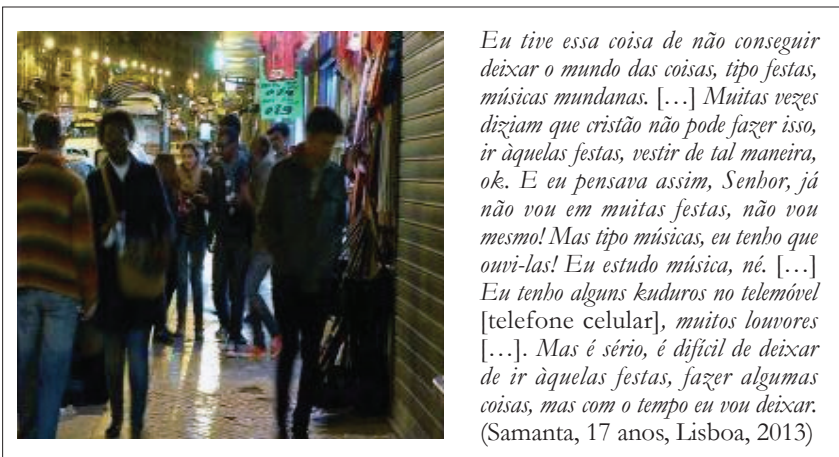 Eu tive essa coisa de não conseguir
deixar o mundo das coisas, tipo festas,
músicas mundanas. […] Muitas vezes
diziam que cristão não pode fazer isso,
ir àquelas festas, vestir de tal maneira,
ok. E eu pensava assim, Senhor, já
não vou em muitas festas, não vou
mesmo! Mas tipo músicas, eu tenho que
ouvi-las! Eu estudo música, né. […]
Eu tenho alguns kuduros no telemóvel
[telefone celular], muitos louvores
[…]. Mas é sério, é difícil de deixar
de ir àquelas festas, fazer algumas
coisas, mas com o tempo eu vou deixar.
(Samanta, 17 anos, Lisboa, 2013)